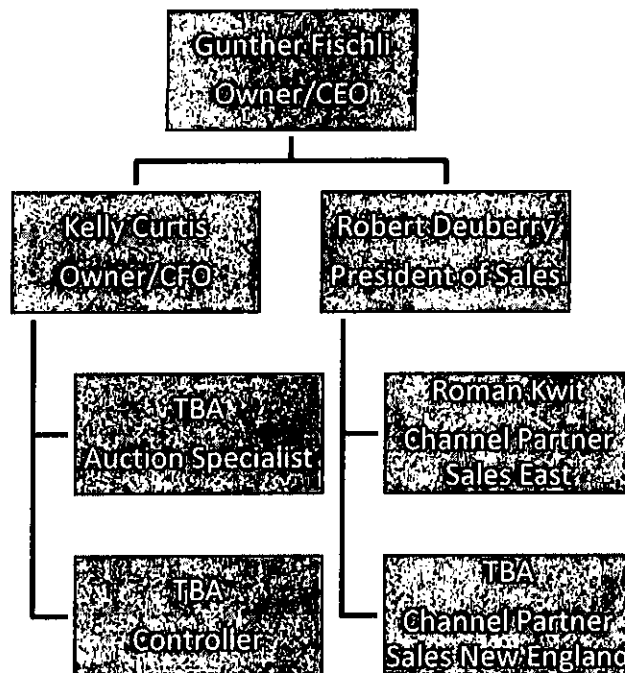 Gunther Fischli
Owner/CEO
Kelly Curtis
Owner/CFO
Robert Deuberry
President of Sales
TBA
Auction Specialist
Roman Kwit
Channel Partner
Sales East
TBA
Controller
TBA
Channel Partner
Sales New England